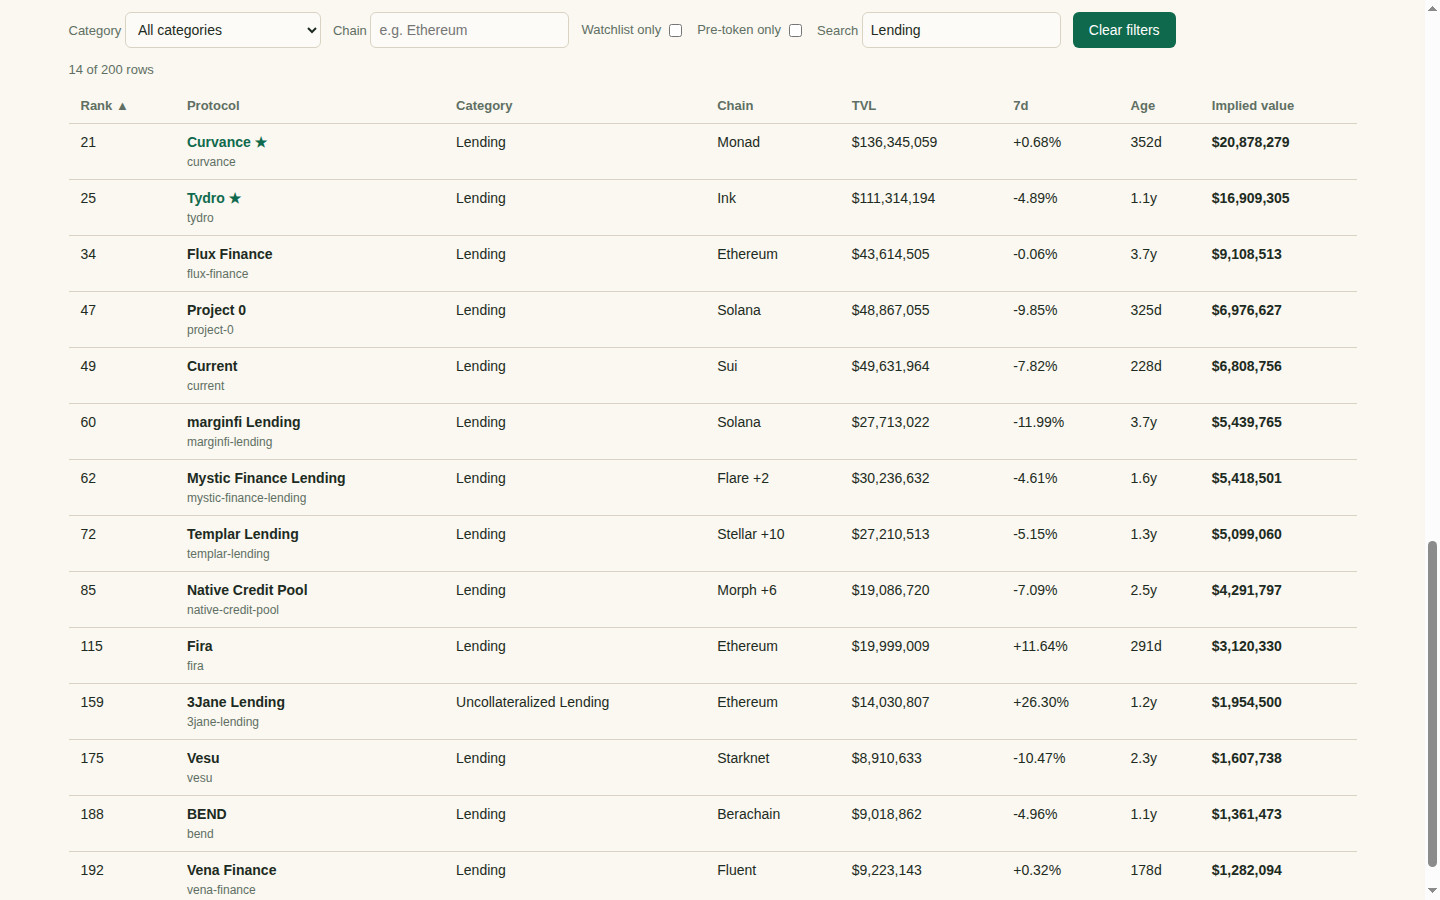 Category All categories Chain e.g. Ethereum Watchlist only Pre-token only Search Lending Clear filters
14 of 200 rows
Rank ▲ Protocol Category Chain TVL 7d Age Implied value
21 Curvance ★ Lending Monad $136,345,059 +0.68% 352d $20,878,279
curvance
25 Tydro ★ Lending Ink $111,314,194 -4.89% 1.1y $16,909,305
tydro
34 Flux Finance Lending Ethereum $43,614,505 -0.06% 3.7y $9,108,513
flux-finance
47 Project 0 Lending Solana $48,867,055 -9.85% 325d $6,976,627
project-0
49 Current Lending Sui $49,631,964 -7.82% 228d $6,808,756
current
60 marginfi Lending Lending Solana $27,713,022 -11.99% 3.7y $5,439,765
marginfi-lending
62 Mystic Finance Lending Lending Flare +2 $30,236,632 -4.61% 1.6y $5,418,501
mystic-finance-lending
72 Templar Lending Lending Stellar +10 $27,210,513 -5.15% 1.3y $5,099,060
templar-lending
85 Native Credit Pool Lending Morph +6 $19,086,720 -7.09% 2.5y $4,291,797
native-credit-pool
115 Fira Lending Ethereum $19,999,009 +11.64% 291d $3,120,330
fira
159 3Jane Lending Uncollateralized Lending Ethereum $14,030,807 +26.30% 1.2y $1,954,500
3jane-lending
175 Vesu Lending Starknet $8,910,633 -10.47% 2.3y $1,607,738
vesu
188 BEND Lending Berachain $9,018,862 -4.96% 1.1y $1,361,473
bend
192 Vena Finance Lending Fluent $9,223,143 +0.32% 178d $1,282,094
vena-finance